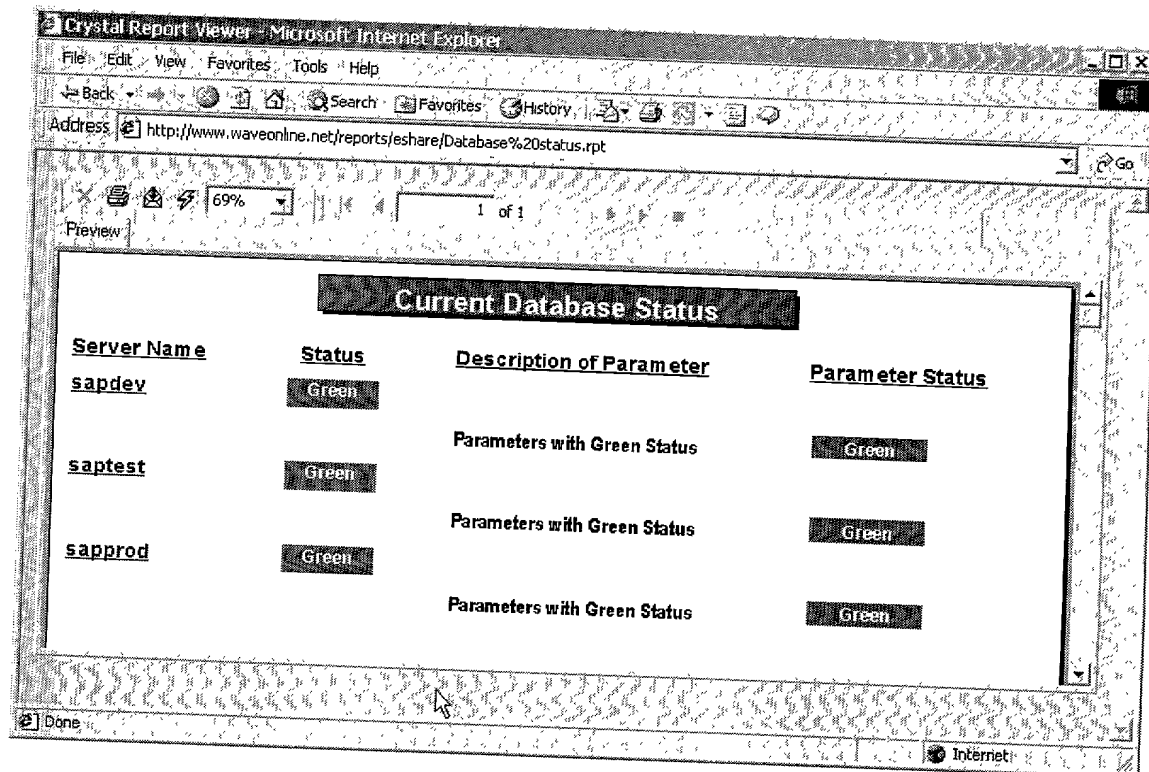 Crystal Report Viewer - Microsoft Internet Explorer
File Edit View Favorites Tools Help
Back Search Favorites History
Address http://www.waveonline.net/reports/eshare/Database%20status.rpt Go
69% 1 of 1
Preview
Current Database Status
Server Name Status Description of Parameter Parameter Status
sapdev Green
Parameters with Green Status Green
saptest Green
Parameters with Green Status Green
sapprod Green
Parameters with Green Status Green
Done Internet